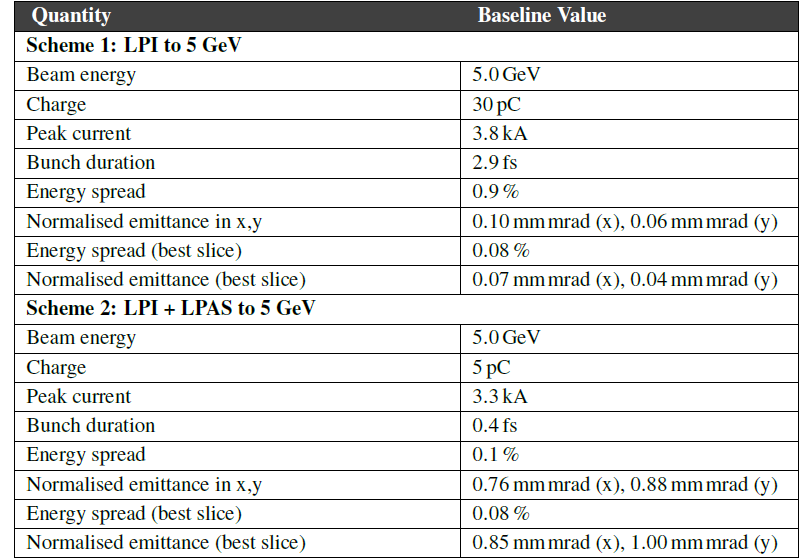 Quantity Baseline Value
Scheme 1: LPI to 5 GeV
Beam energy 5.0 GeV
Charge 30 pC
Peak current 3.8 kA
Bunch duration 2.9 fs
Energy spread 0.9 %
Normalised emittance in x,y 0.10 mm mrad (x), 0.06 mm mrad (y)
Energy spread (best slice) 0.08 %
Normalised emittance (best slice) 0.07 mm mrad (x), 0.04 mm mrad (y)
Scheme 2: LPI + LPAS to 5 GeV
Beam energy 5.0 GeV
Charge 5 pC
Peak current 3.3 kA
Bunch duration 0.4 fs
Energy spread 0.1 %
Normalised emittance in x,y 0.76 mm mrad (x), 0.88 mm mrad (y)
Energy spread (best slice) 0.08 %
Normalised emittance (best slice) 0.85 mm mrad (x), 1.00 mm mrad (y)